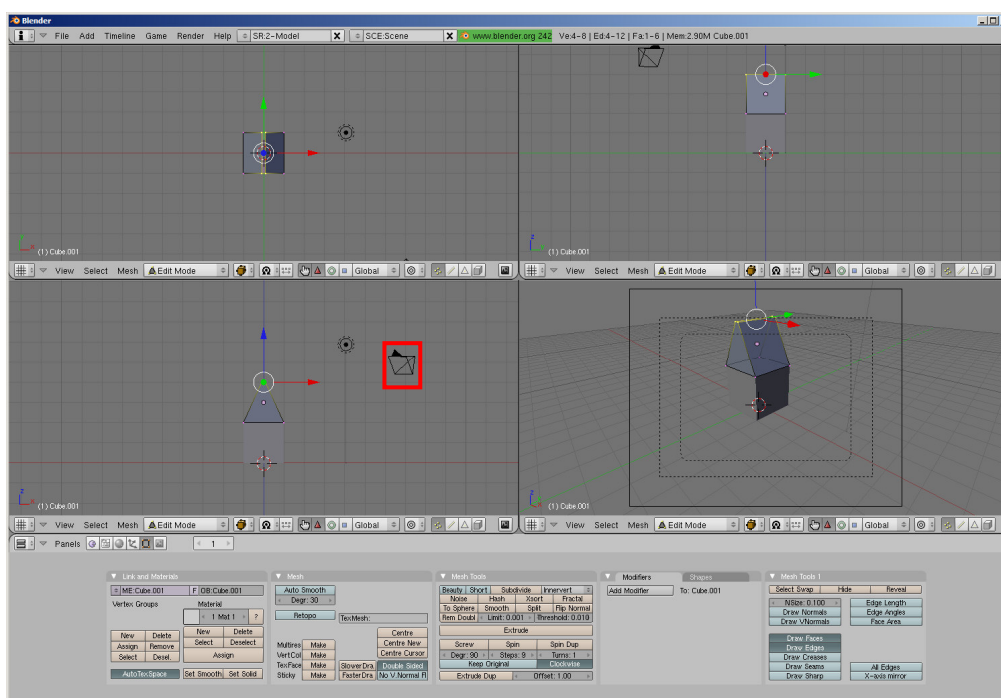 Blender
File Add Timeline Game Render Help SR:2-Model X SCE:Scene X www.blender.org 242 Ve:4-8 | Ed:4-12 | Fa:1-6 | Mem:2.90M Cube.001
x
(1) Cube.001
z
(1) Cube.001
View Select Mesh Edit Mode Global
View Select Mesh Edit Mode Global
z
x
(1) Cube.001
z
(1) Cube.001
View Select Mesh Edit Mode Global
View Select Mesh Edit Mode Global
Panels 1
Link and Materials
ME:Cube.001 F OB:Cube.001
Vertex Groups Material
1 Mat 1 ?
New Delete New Delete
Assign Remove Select Deselect
Select Desel. Assign
AutoTexSpace Set Smooth Set Solid
Mesh
Auto Smooth
Degr: 30
Retopo TexMesh:
Centre
Multires Make Centre New
VertCol Make Centre Cursor
TexFace Make SlowerDra Double Sided
Sticky Make FasterDra No V.Normal Fl
Mesh Tools
Beauty Short Subdivide Innervert
Noise Hash Xsort Fractal
To Sphere Smooth Split Flip Normal
Rem Doubl Limit: 0.001 Threshold: 0.010
Extrude
Screw Spin Spin Dup
Degr: 90 Steps: 9 Turns: 1
Keep Original Clockwise
Extrude Dup Offset: 1.00
Modifiers Shapes
Add Modifier To: Cube.001
Mesh Tools 1
Select Swap Hide Reveal
NSize: 0.100 Edge Length
Draw Normals Edge Angles
Draw VNormals Face Area
Draw Faces
Draw Edges
Draw Creases
Draw Seams All Edges
Draw Sharp X-axis mirror